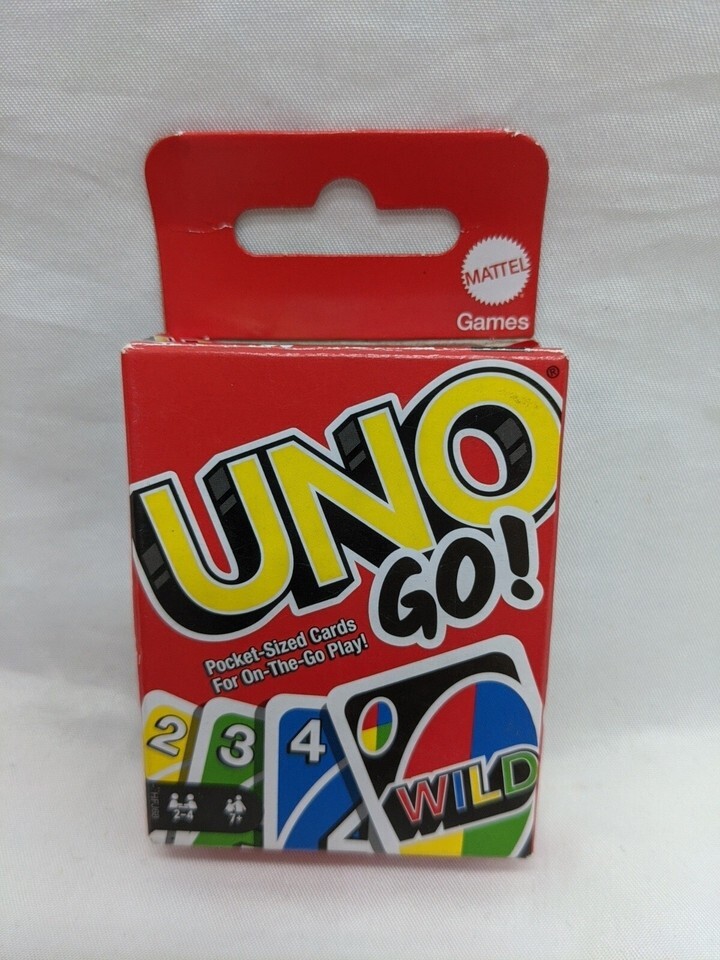 MATTEL
Games
UNO®
GO!
Pocket-Sized Cards
For On-The-Go Play!
2
3
4
WILD
2-4
7+